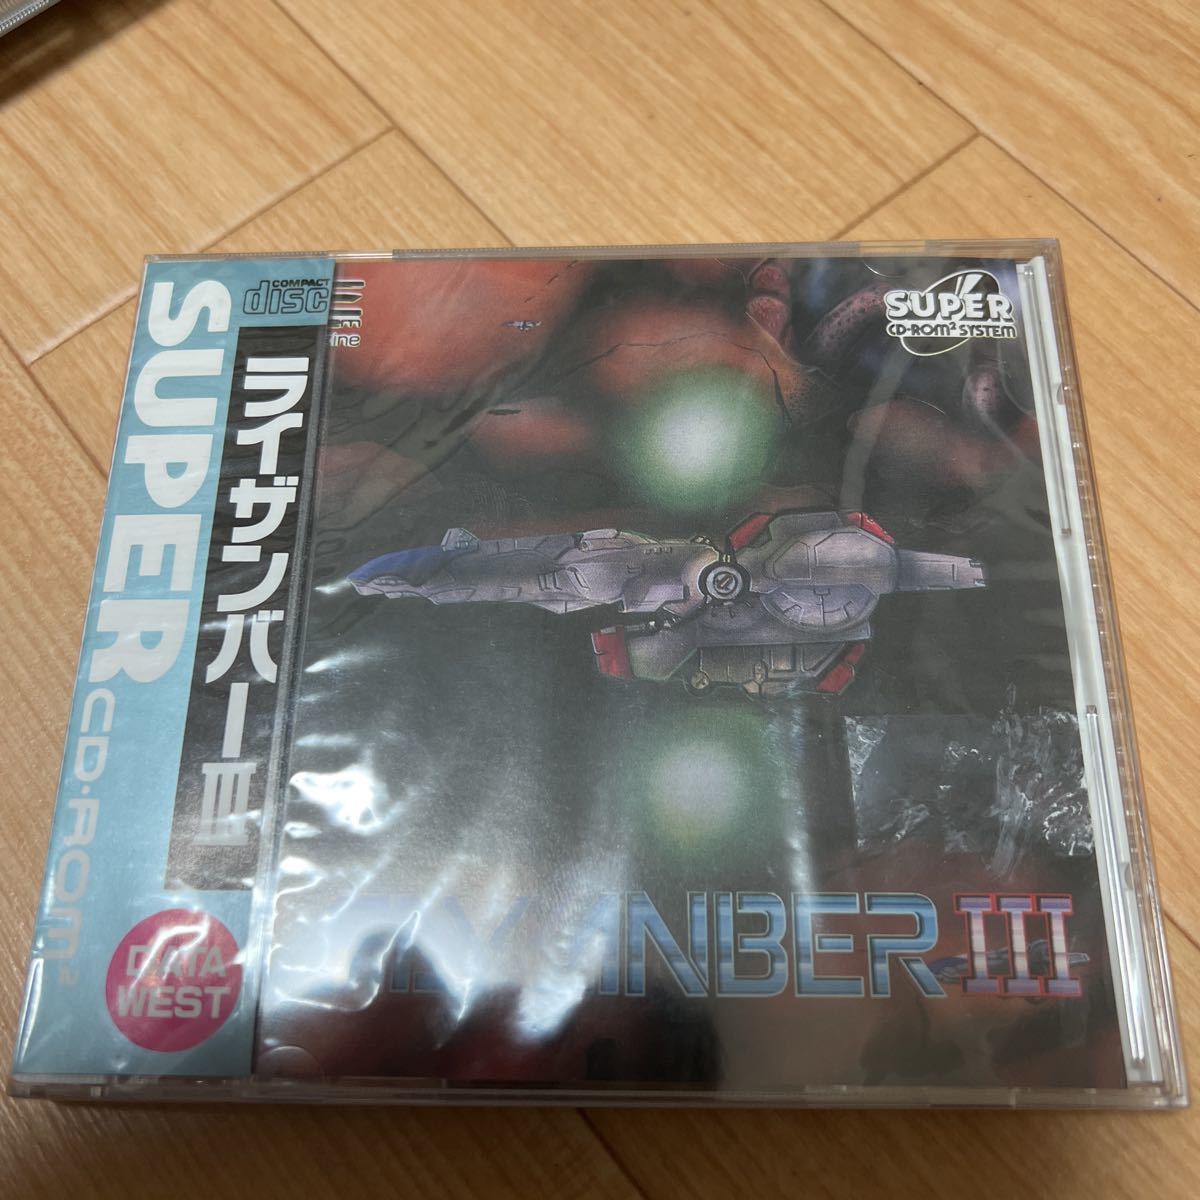 COMPACT
disc
SUPER
CD-ROM²
ライザンバーIII
DATA
WEST
SUPER
CD-ROM² SYSTEM
NBER III